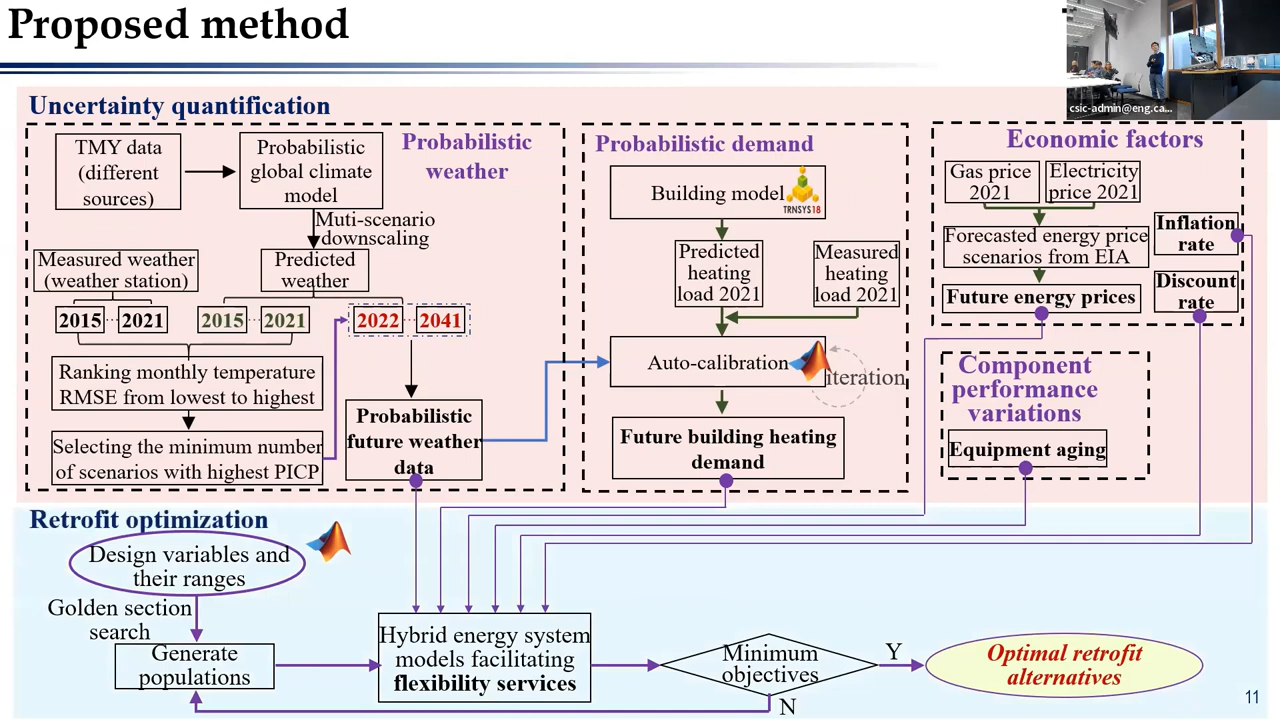 Proposed method
csic-admin@eng.ca...
Uncertainty quantification
TMY data
(different
sources)
Probabilistic
global climate
model
Probabilistic
weather
Muti-scenario
downscaling
Measured weather
(weather station)
Predicted
weather
2015
2021
2015
2021
2022
2041
Ranking monthly temperature
RMSE from lowest to highest
Selecting the minimum number
of scenarios with highest PICP
Probabilistic
future weather
data
Probabilistic demand
Building model
TRNSYS18
Predicted
heating
load 2021
Measured
heating
load 2021
Auto-calibration
iteration
Future building heating
demand
Economic factors
Gas price
2021
Electricity
price 2021
Forecasted energy price
scenarios from EIA
Future energy prices
Inflation
rate
Discount
rate
Component
performance
variations
Equipment aging
Retrofit optimization
Design variables and
their ranges
Golden section
search
Generate
populations
Hybrid energy system
models facilitating
flexibility services
Minimum
objectives
Y
N
Optimal retrofit
alternatives
11